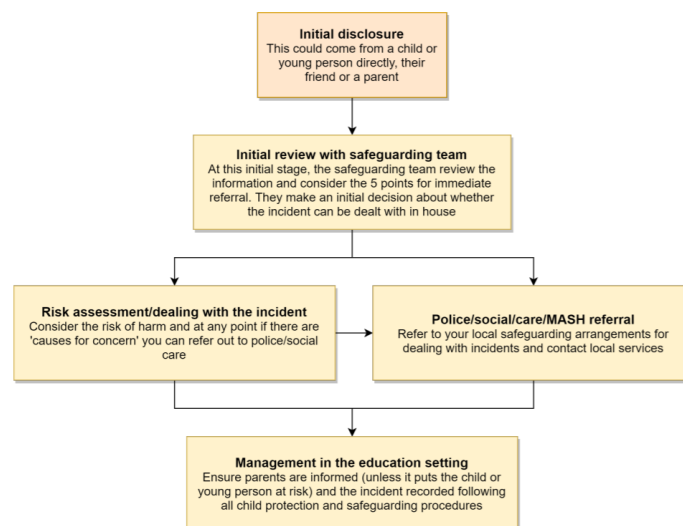 Initial disclosure
This could come from a child or
young person directly, their
friend or a parent
Initial review with safeguarding team
At this initial stage, the safeguarding team review the
information and consider the 5 points for immediate
referral. They make an initial decision about whether
the incident can be dealt with in house
Risk assessment/dealing with the incident
Consider the risk of harm and at any point if there are
'causes for concern' you can refer out to police/social
care
Police/social/care/MASH referral
Refer to your local safeguarding arrangements for
dealing with incidents and contact local services
Management in the education setting
Ensure parents are informed (unless it puts the child or
young person at risk) and the incident recorded following
all child protection and safeguarding procedures